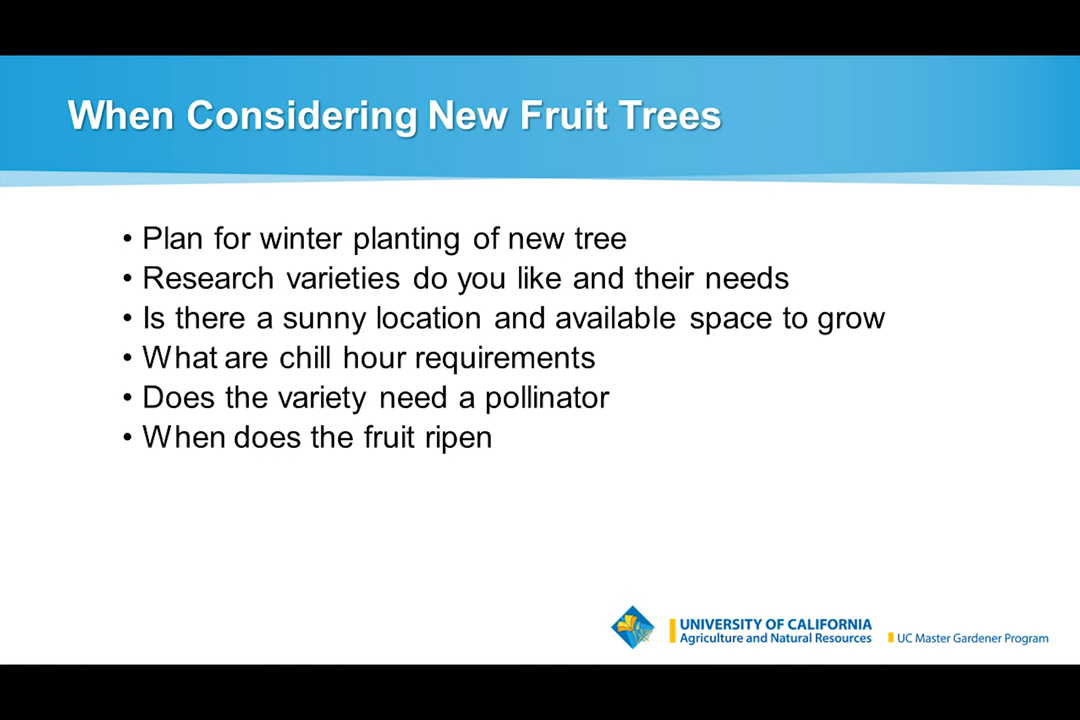 When Considering New Fruit Trees
• Plan for winter planting of new tree
• Research varieties do you like and their needs
• Is there a sunny location and available space to grow
• What are chill hour requirements
• Does the variety need a pollinator
• When does the fruit ripen
UNIVERSITY OF CALIFORNIA
Agriculture and Natural Resources
UC Master Gardener Program